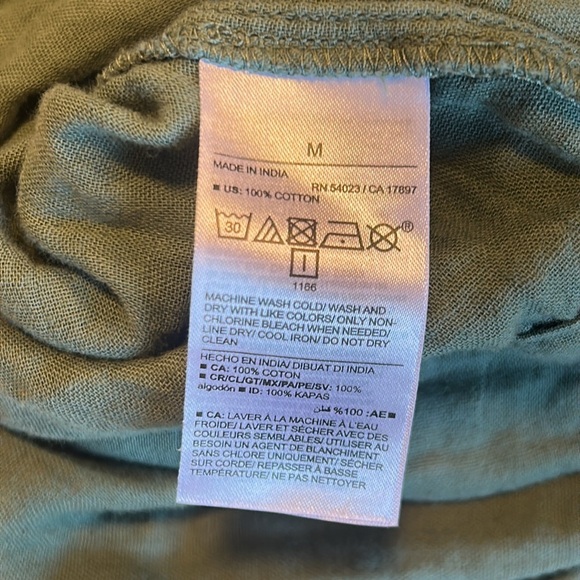 M
MADE IN INDIA
RN 54023 / CA 17897
■ US: 100% COTTON
30
®
1166
MACHINE WASH COLD/ WASH AND
DRY WITH LIKE COLORS/ ONLY NON-
CHLORINE BLEACH WHEN NEEDED/
LINE DRY/ COOL IRON/ DO NOT DRY
CLEAN
HECHO EN INDIA/ DIBUAT DI INDIA
■ CA: 100% COTON
■ CR/CL/GT/MX/PA/PE/SV: 100%
algodón ■ ID: 100% KAPAS
■ AE: 100% قطن
■ CA: LAVER À LA MACHINE À L'EAU
FROIDE/ LAVER ET SÉCHER AVEC DES
COULEURS SEMBLABLES/ UTILISER AU
BESOIN UN AGENT DE BLANCHIMENT
SANS CHLORE UNIQUEMENT/ SÉCHER
SUR CORDE/ REPASSER À BASSE
TEMPÉRATURE/ NE PAS NETTOYER